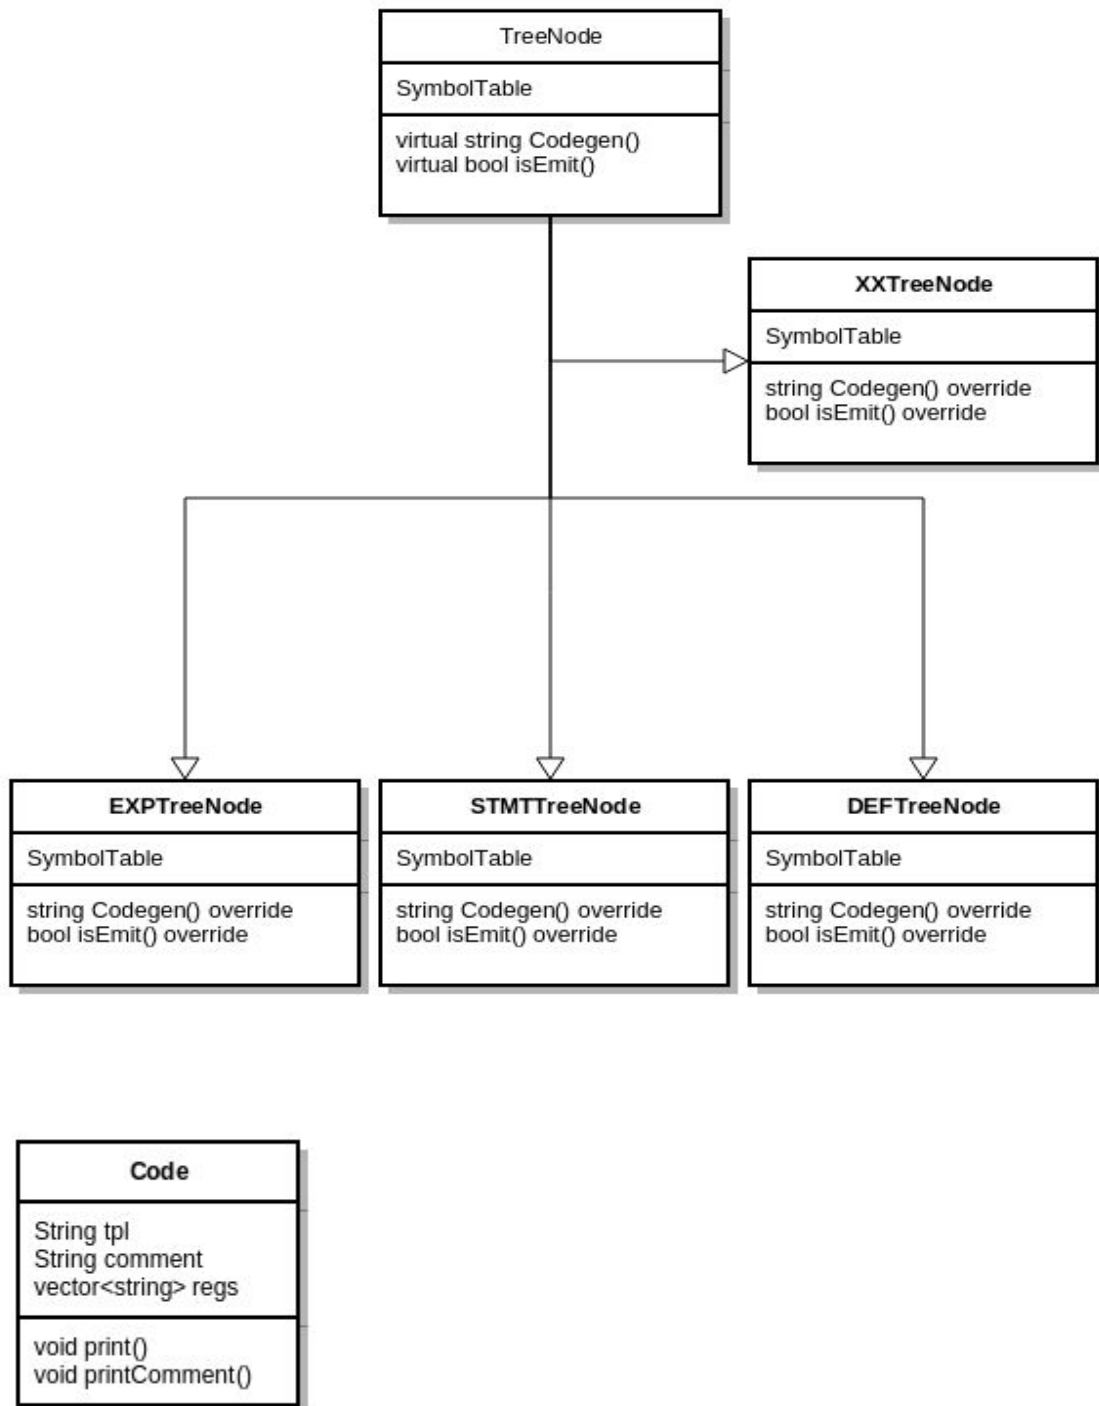 TreeNode
SymbolTable
virtual string Codegen()
virtual bool isEmit()
XXTreeNode
SymbolTable
string Codegen() override
bool isEmit() override
EXPTreeNode
SymbolTable
string Codegen() override
bool isEmit() override
STMTTreeNode
SymbolTable
string Codegen() override
bool isEmit() override
DEFTreeNode
SymbolTable
string Codegen() override
bool isEmit() override
Code
String tpl
String comment
vector<string> regs
void print()
void printComment()